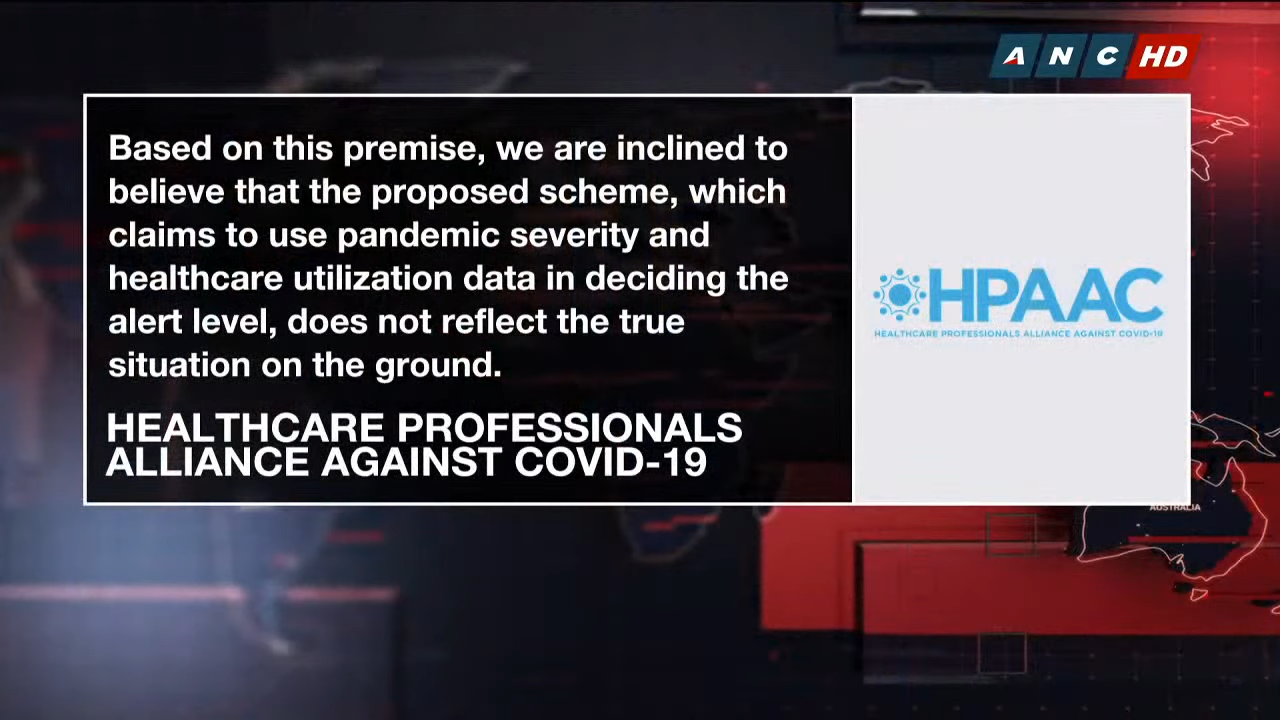 ANC HD
Based on this premise, we are inclined to
believe that the proposed scheme, which
claims to use pandemic severity and
healthcare utilization data in deciding the
alert level, does not reflect the true
situation on the ground.
HEALTHCARE PROFESSIONALS
ALLIANCE AGAINST COVID-19
HPAAC
HEALTHCARE PROFESSIONALS ALLIANCE AGAINST COVID-19
AUSTRALIA